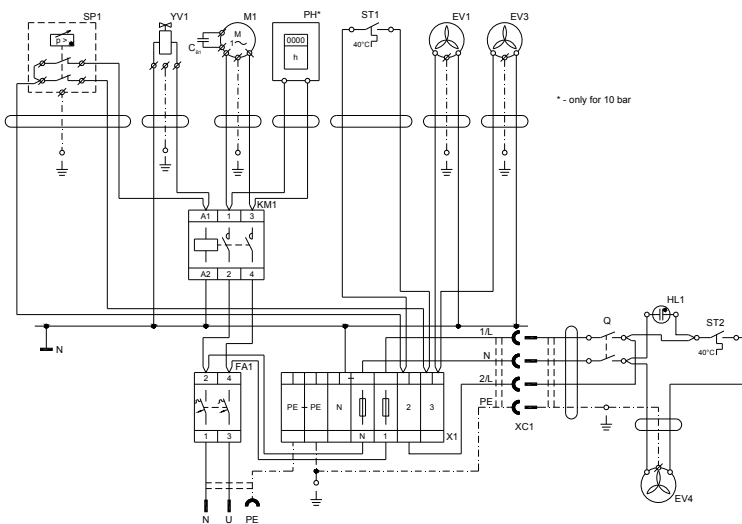 SP1
YV1
M1
PH*
ST1
EV1
EV3
p >
M
1~
0000
h
C
B1
40°C
* - only for 10 bar
KM1
A1 1 3
A2 2 4
N
1/L
N
2/L
PE
XC1
Q
HL1
ST2
40°C
FA1
2 4
1 3
PE PE N 2 3
N 1
X1
N U PE
EV4